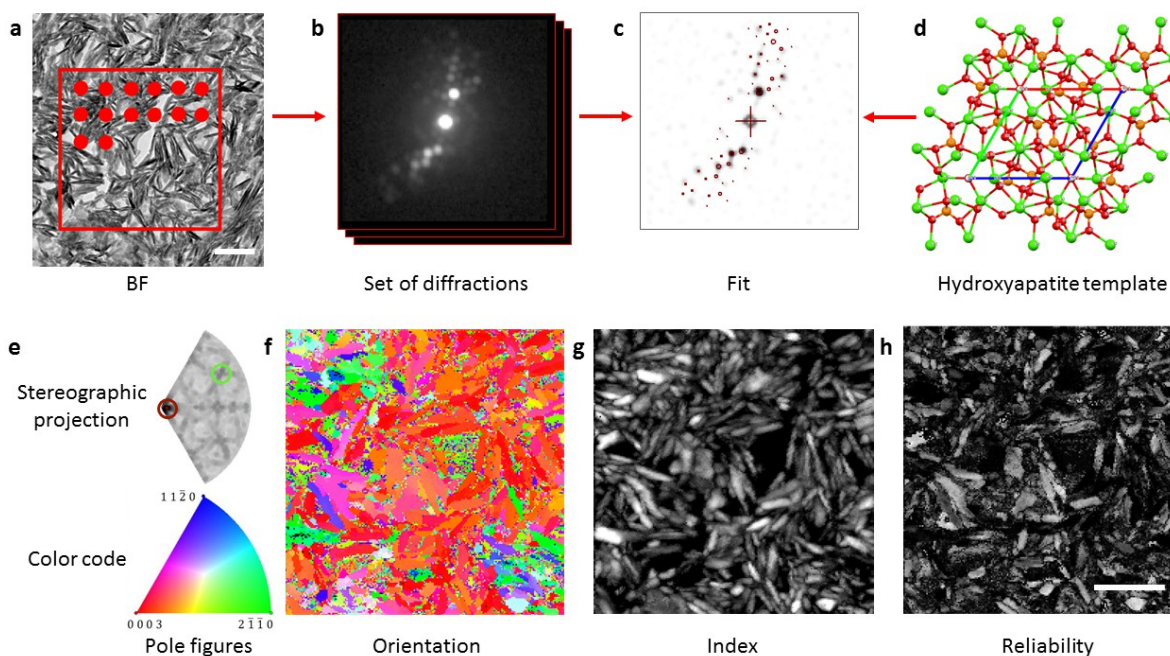 a
b
c
d
BF
Set of diffractions
Fit
Hydroxyapatite template
e
f
g
h
Stereographic
projection
1 1 2̄ 0
Color code
0 0 0 3
2 1̄ 1̄ 0
Pole figures
Orientation
Index
Reliability